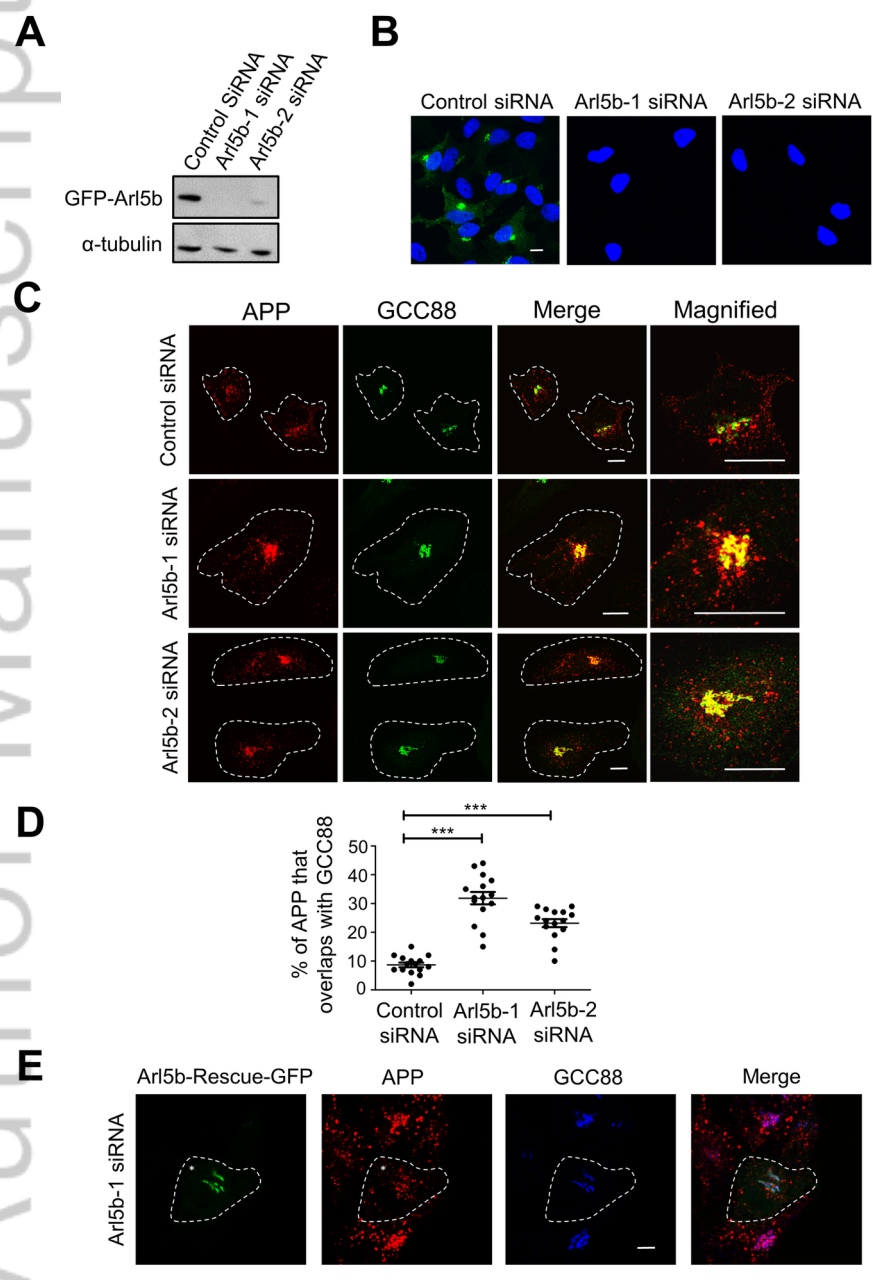 A
Control SiRNA
Arl5b-1 siRNA
Arl5b-2 siRNA
GFP-Arl5b
α-tubulin
B
Control siRNA Arl5b-1 siRNA Arl5b-2 siRNA
C
APP GCC88 Merge Magnified
Control siRNA
Arl5b-1 siRNA
Arl5b-2 siRNA
D
***
***
% of APP that
overlaps with GCC88
50
40
30
20
10
0
Control
siRNA
Arl5b-1
siRNA
Arl5b-2
siRNA
E
Arl5b-Rescue-GFP APP GCC88 Merge
Arl5b-1 siRNA
* *